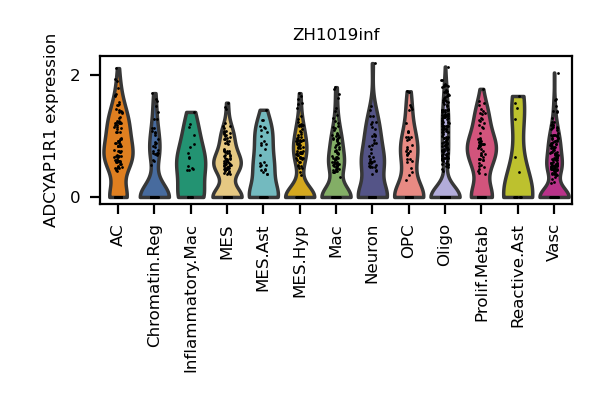 ZH1019inf
ADCYAP1R1 expression
2
0
AC
Chromatin.Reg
Inflammatory.Mac
MES
MES.Ast
MES.Hyp
Mac
Neuron
OPC
Oligo
Prolif.Metab
Reactive.Ast
Vasc